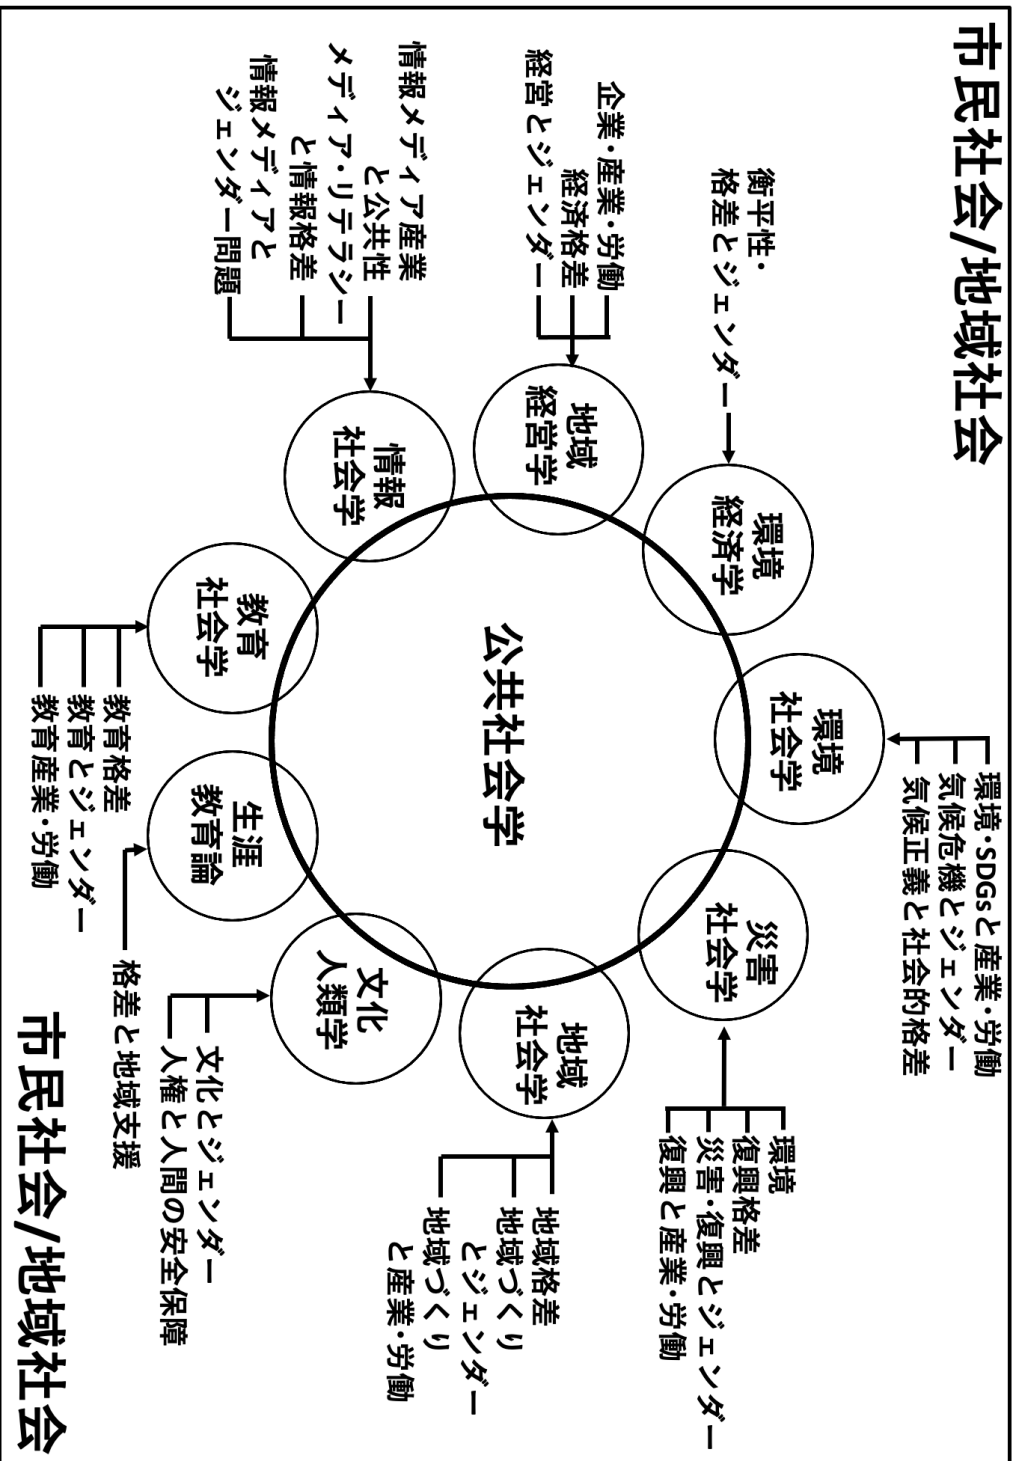 市民社会/地域社会
環境・SDGsと産業・労働
気候危機とジェンダー
気候正義と社会的格差
環境
社会学
衡平性・
格差とジェンダー
環境
経済学
災害
社会学
環境
復興格差
災害・復興とジェンダー
復興と産業・労働
企業・産業・労働
経済格差
経営とジェンダー
地域
経営学
公共社会学
地域
社会学
地域格差
地域づくり
とジェンダー
地域づくり
と産業・労働
情報メディア産業
と公共性
メディア・リテラシー
と情報格差
情報メディアと
ジェンダー問題
情報
社会学
文化
人類学
文化とジェンダー
人権と人間の安全保障
教育
社会学
教育格差
教育とジェンダー
教育産業・労働
生涯
教育論
格差と地域支援
市民社会/地域社会